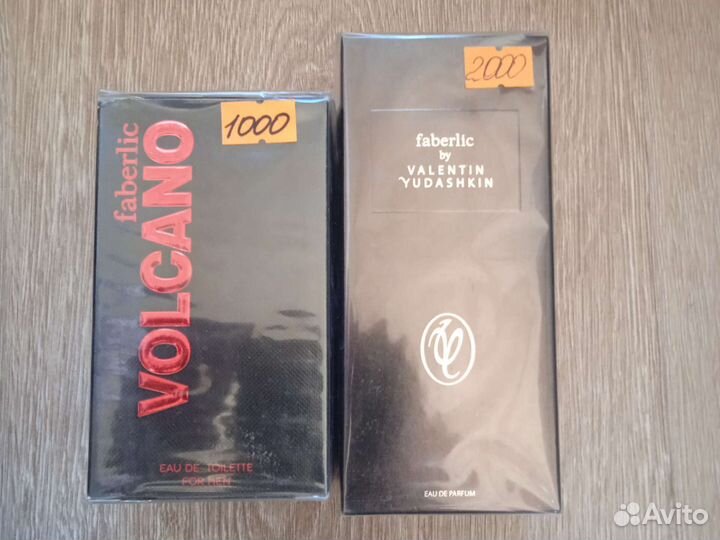 1000
faberlic
VOLCANO
EAU DE TOILETTE
FOR MEN
2000
faberlic
by
VALENTIN
YUDASHKIN
EAU DE PARFUM
Avito